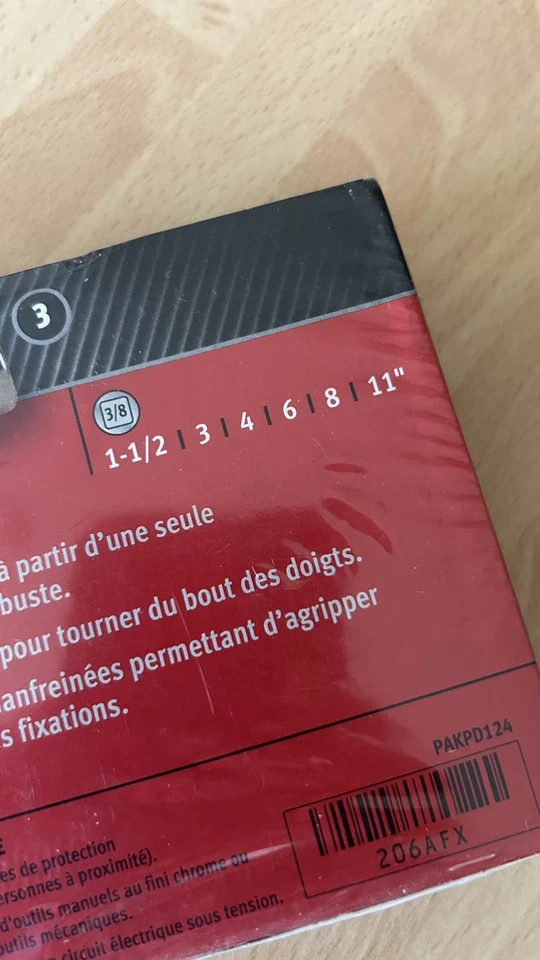 3
3/8
1-1/2 | 3 | 4 | 6 | 8 | 11"
à partir d'une seule
buste.
pour tourner du bout des doigts.
anfreinées permettant d'agripper
s fixations.
PAKPD124
206AFX
E
es de protection
ersonnes à proximité).
d'outils manuels au fini chrome ou
outils mécaniques.
circuit électrique sous tension.